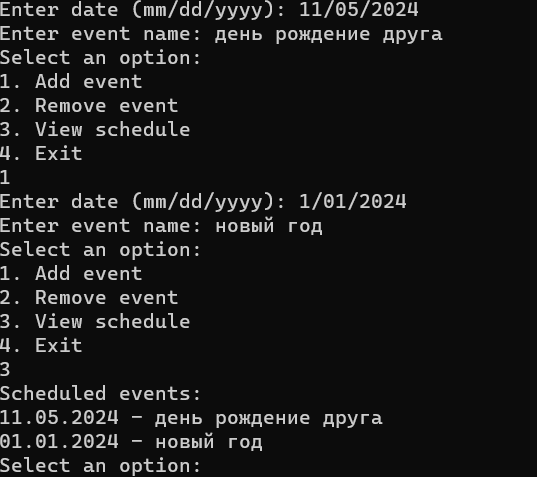 Enter date (mm/dd/yyyy): 11/05/2024
Enter event name: день рождение друга
Select an option:
1. Add event
2. Remove event
3. View schedule
4. Exit
1
Enter date (mm/dd/yyyy): 1/01/2024
Enter event name: новый год
Select an option:
1. Add event
2. Remove event
3. View schedule
4. Exit
3
Scheduled events:
11.05.2024 - день рождение друга
01.01.2024 - новый год
Select an option: